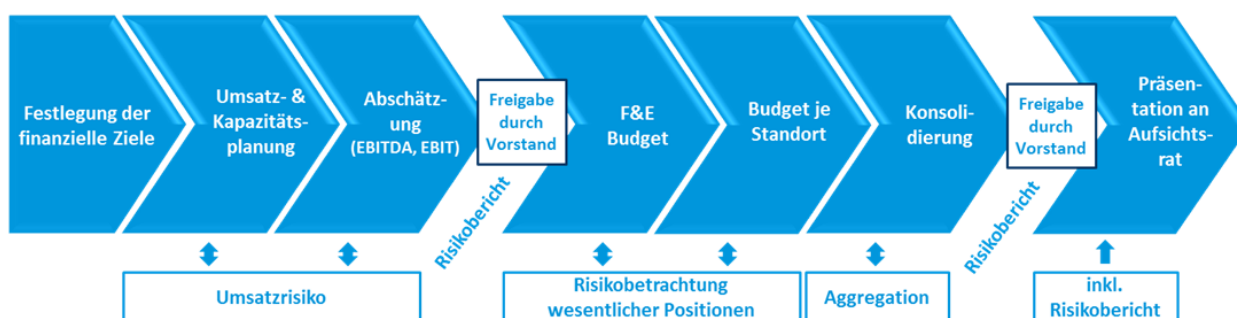 Festlegung der
finanzielle Ziele
Umsatz- &
Kapazitäts-
planung
Abschätz-
ung
(EBITDA, EBIT)
Freigabe
durch
Vorstand
Risikobericht
F&E
Budget
Budget je
Standort
Konsoli-
dierung
Freigabe
durch
Vorstand
Risikobericht
Präsen-
tation an
Aufsichts-
rat
Umsatzrisiko
Risikobetrachtung
wesentlicher Positionen
Aggregation
inkl.
Risikobericht